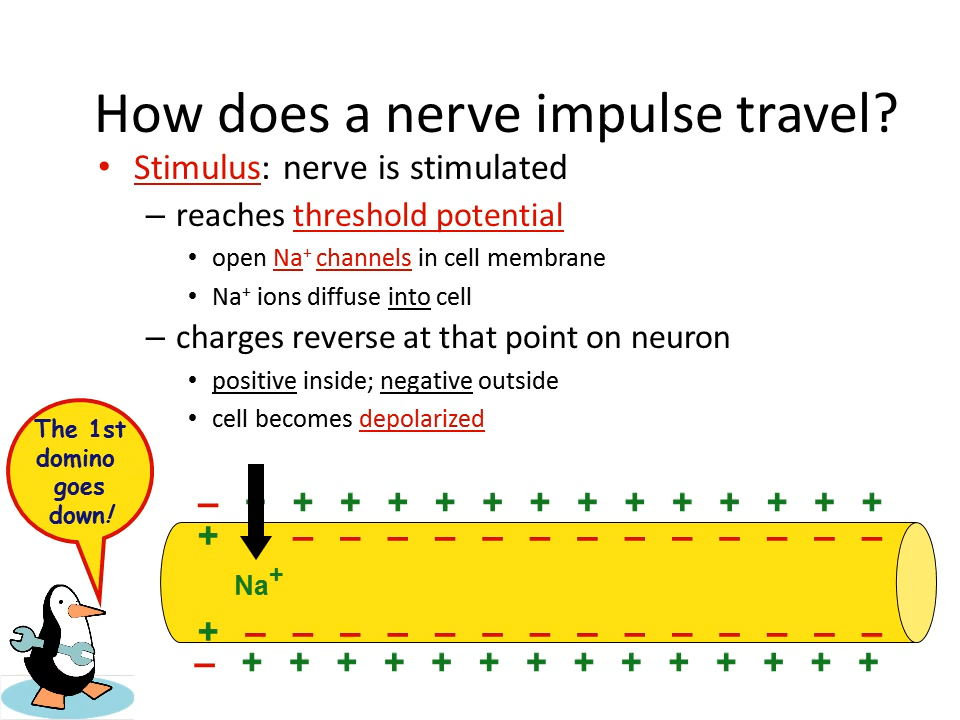 How does a nerve impulse travel?
• Stimulus: nerve is stimulated
– reaches threshold potential
• open Na+ channels in cell membrane
• Na+ ions diffuse into cell
– charges reverse at that point on neuron
• positive inside; negative outside
• cell becomes depolarized
The 1st
domino
goes
down!
– + + + + + + + + + + + + + +
+ – – – – – – – – – – – – –
Na+
+ – – – – – – – – – – – – – –
– + + + + + + + + + + + + + +